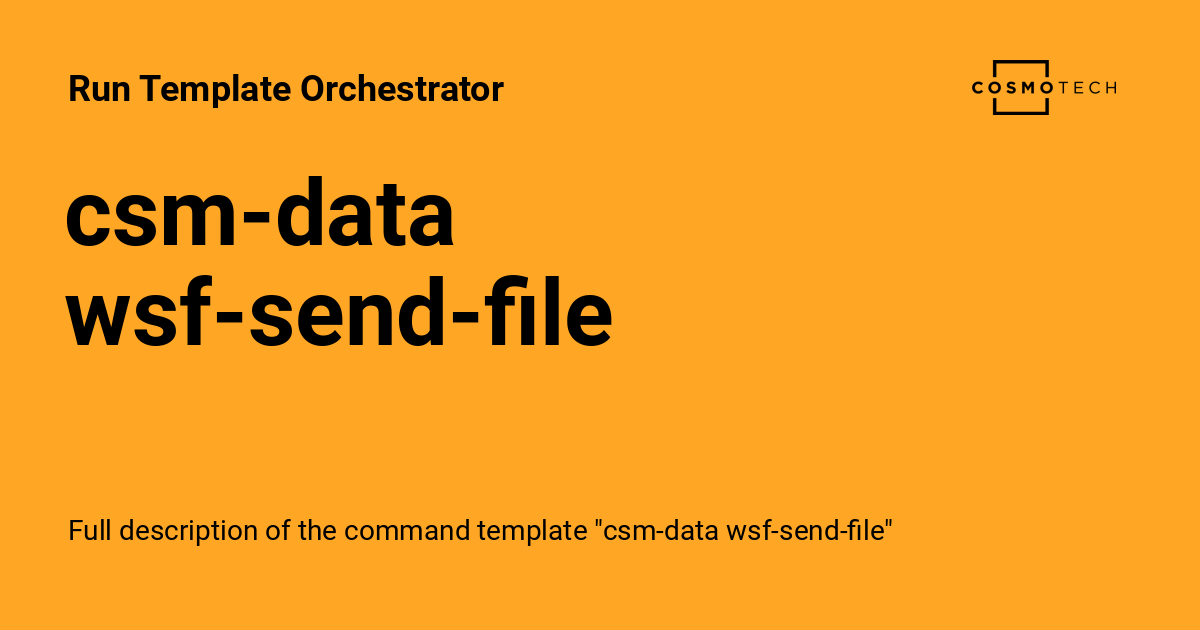 Run Template Orchestrator
COSMOTECH
csm-data
wsf-send-file
Full description of the command template "csm-data wsf-send-file"